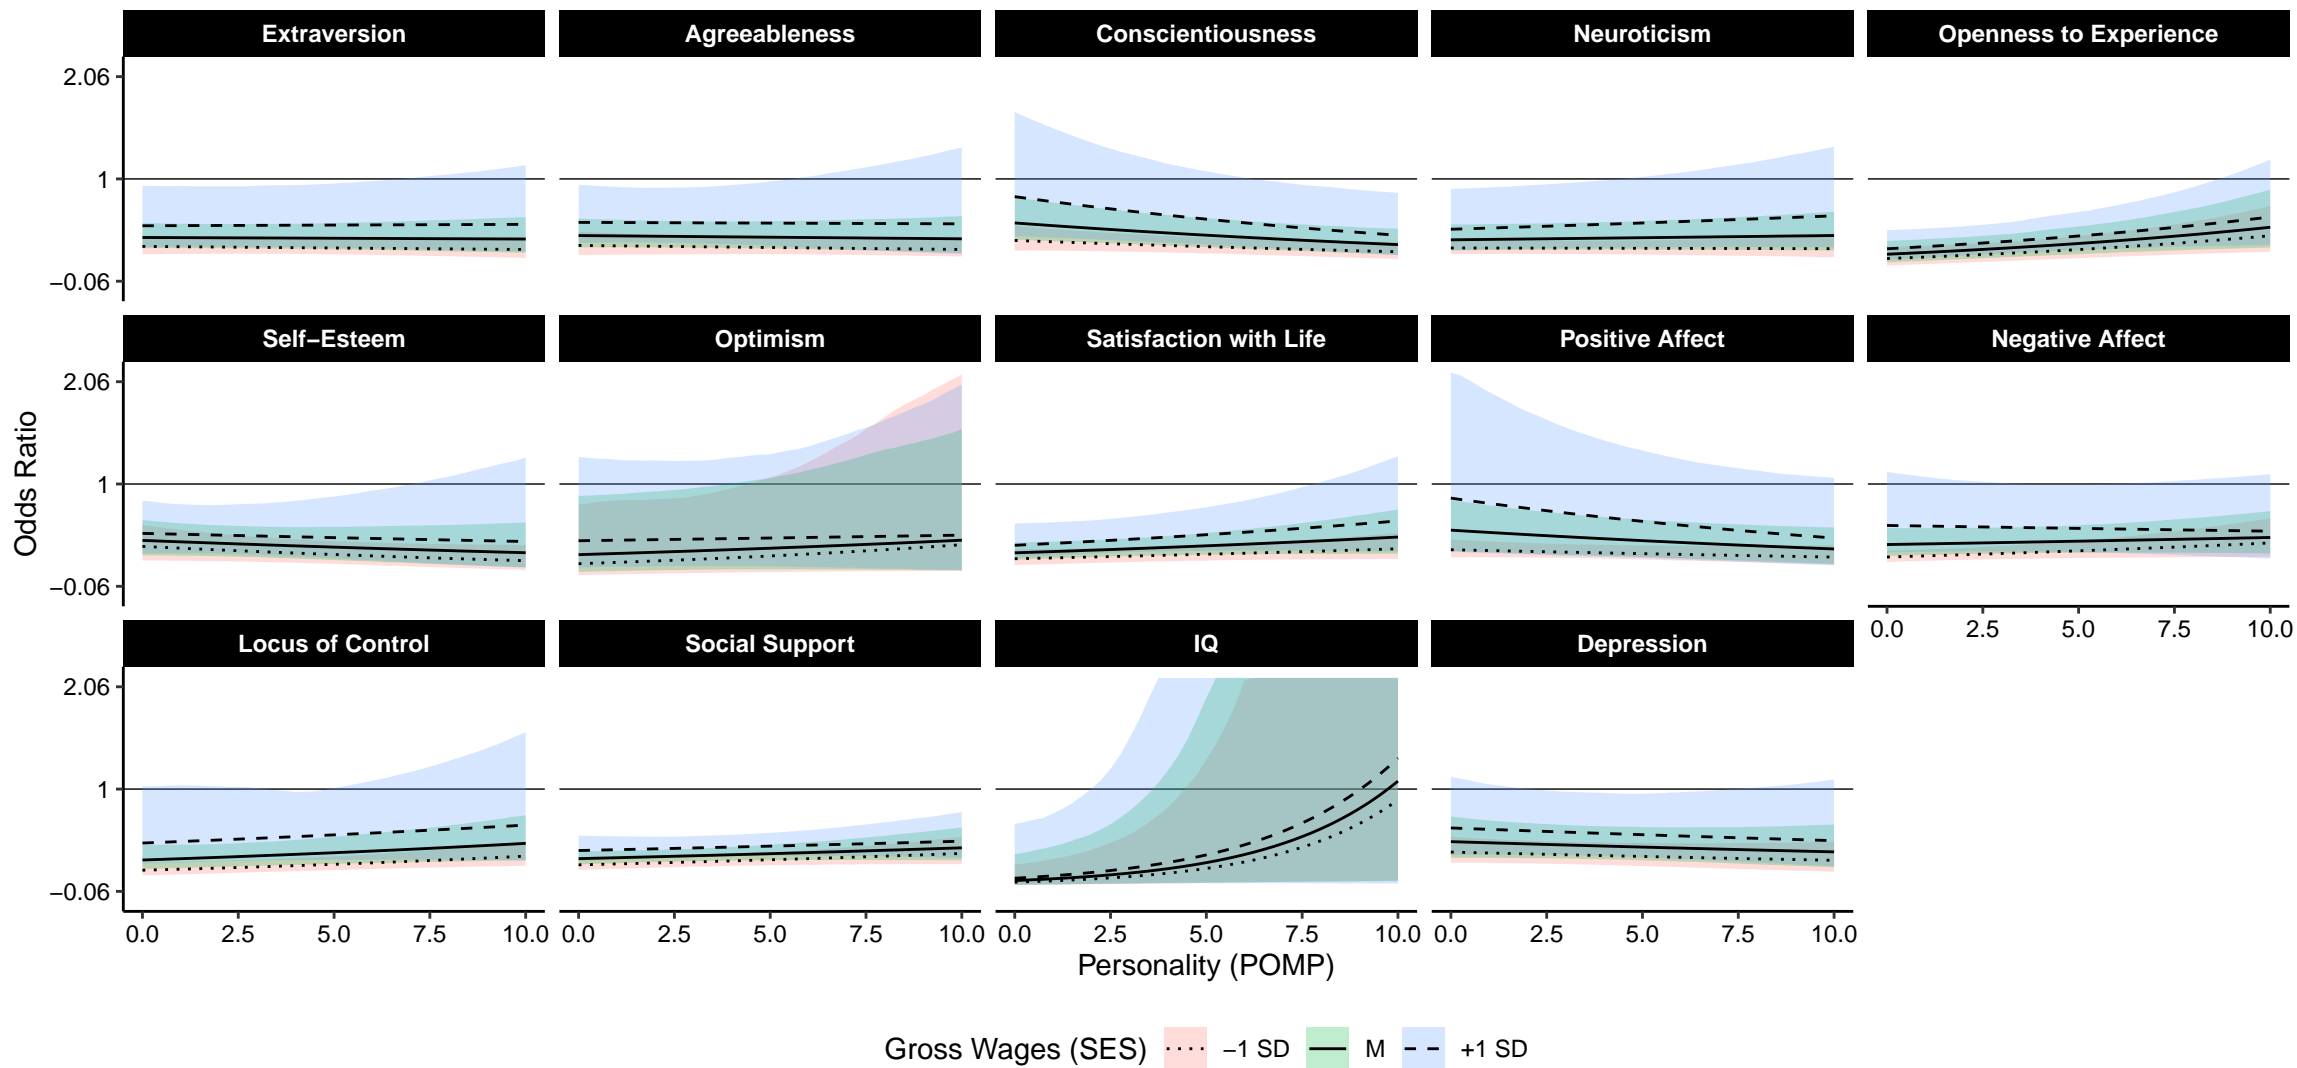 Extraversion Agreeableness Conscientiousness Neuroticism Openness to Experience
2.06
1
−0.06
Self−Esteem Optimism Satisfaction with Life Positive Affect Negative Affect
2.06
1
−0.06
Odds Ratio
0.0 2.5 5.0 7.5 10.0
Locus of Control Social Support IQ Depression
2.06
1
−0.06
0.0 2.5 5.0 7.5 10.0 0.0 2.5 5.0 7.5 10.0 0.0 2.5 5.0 7.5 10.0 0.0 2.5 5.0 7.5 10.0
Personality (POMP)
Gross Wages (SES) −1 SD M +1 SD